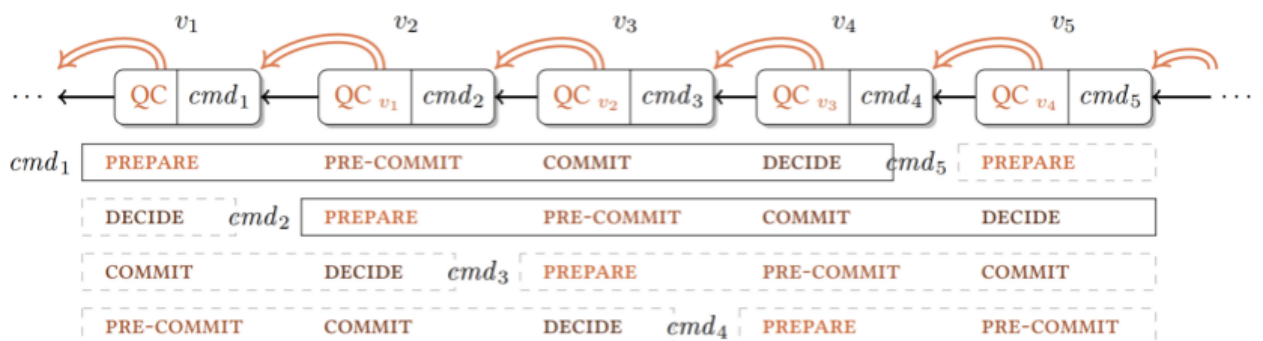 v₁ v₂ v₃ v₄ v₅
··· QC cmd₁ QC v₁ cmd₂ QC v₂ cmd₃ QC v₃ cmd₄ QC v₄ cmd₅ ···
cmd₁ PREPARE PRE-COMMIT COMMIT DECIDE cmd₅ PREPARE
DECIDE cmd₂ PREPARE PRE-COMMIT COMMIT DECIDE
COMMIT DECIDE cmd₃ PREPARE PRE-COMMIT COMMIT
PRE-COMMIT COMMIT DECIDE cmd₄ PREPARE PRE-COMMIT